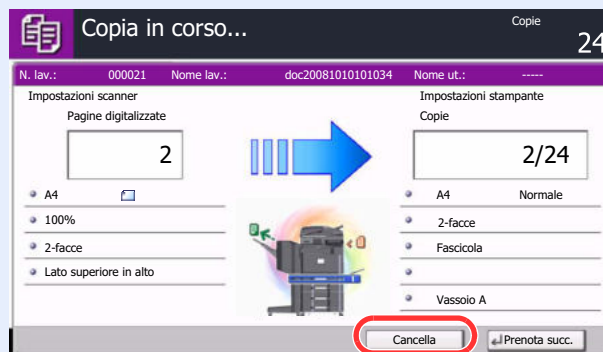 Copia in corso...
Copie
24
N. lav.: 000021 Nome lav.: doc20081010101034 Nome ut.: -----
Impostazioni scanner
Impostazioni stampante
Pagine digitalizzate
Copie
2
2/24
A4
A4 Normale
100%
2-facce
2-facce
Fascicola
Lato superiore in alto
Vassoio A
Cancella
Prenota succ.